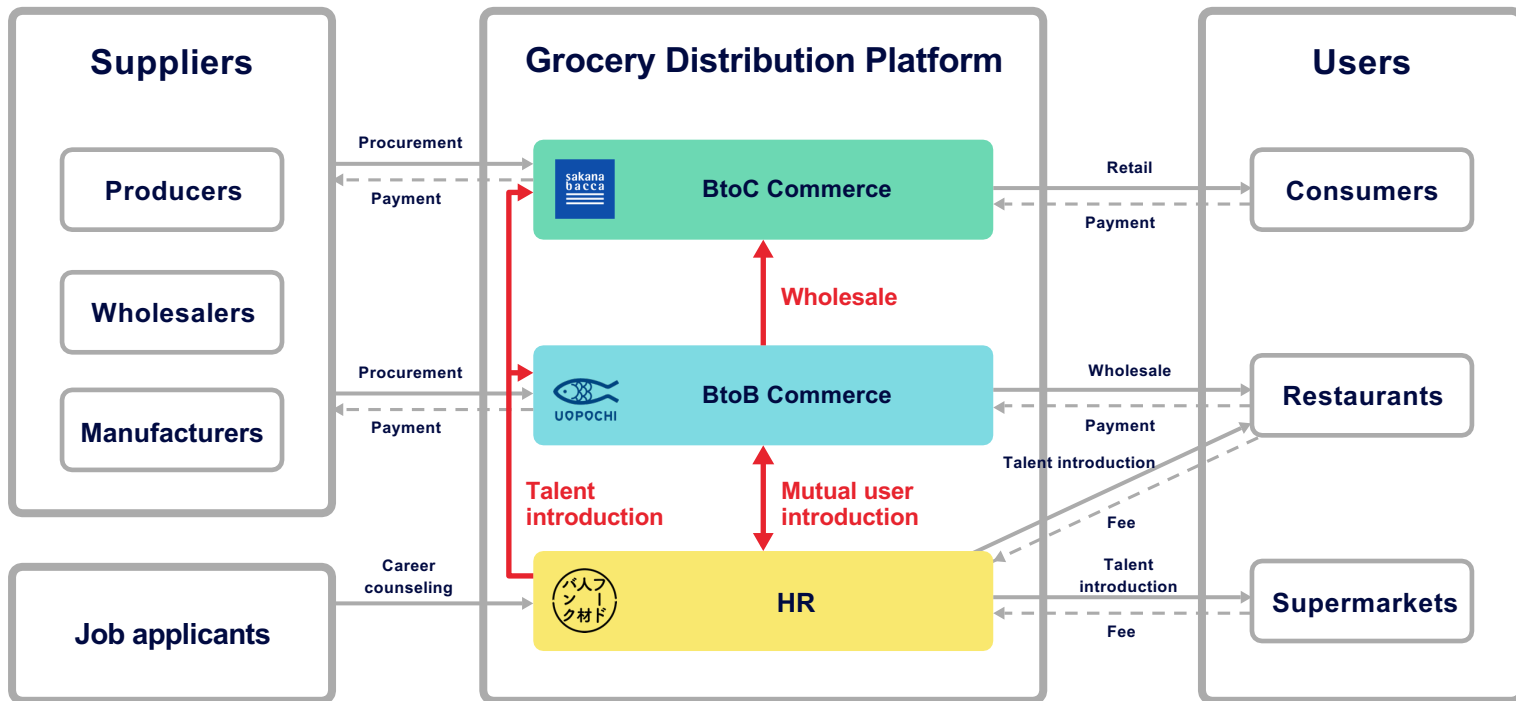 Suppliers
Producers
Wholesalers
Manufacturers
Job applicants
Procurement
Payment
Procurement
Payment
Career
counseling
Grocery Distribution Platform
sakana
bacca
BtoC Commerce
Wholesale
UOPOCHI
BtoB Commerce
Talent
introduction
Mutual user
introduction
フード
人材
バンク
HR
Retail
Payment
Wholesale
Payment
Talent introduction
Fee
Talent
introduction
Fee
Users
Consumers
Restaurants
Supermarkets